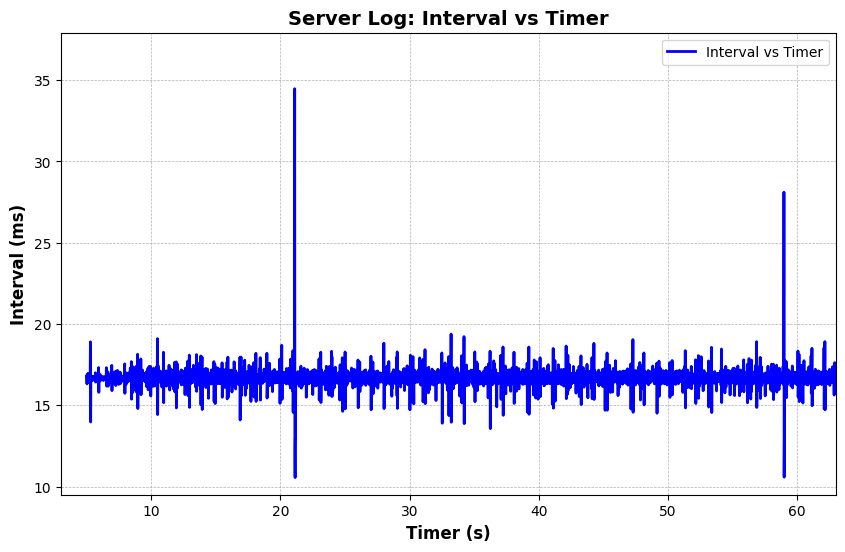 Server Log: Interval vs Timer
Interval vs Timer
35
30
25
20
15
10
Interval (ms)
10 20 30 40 50 60
Timer (s)